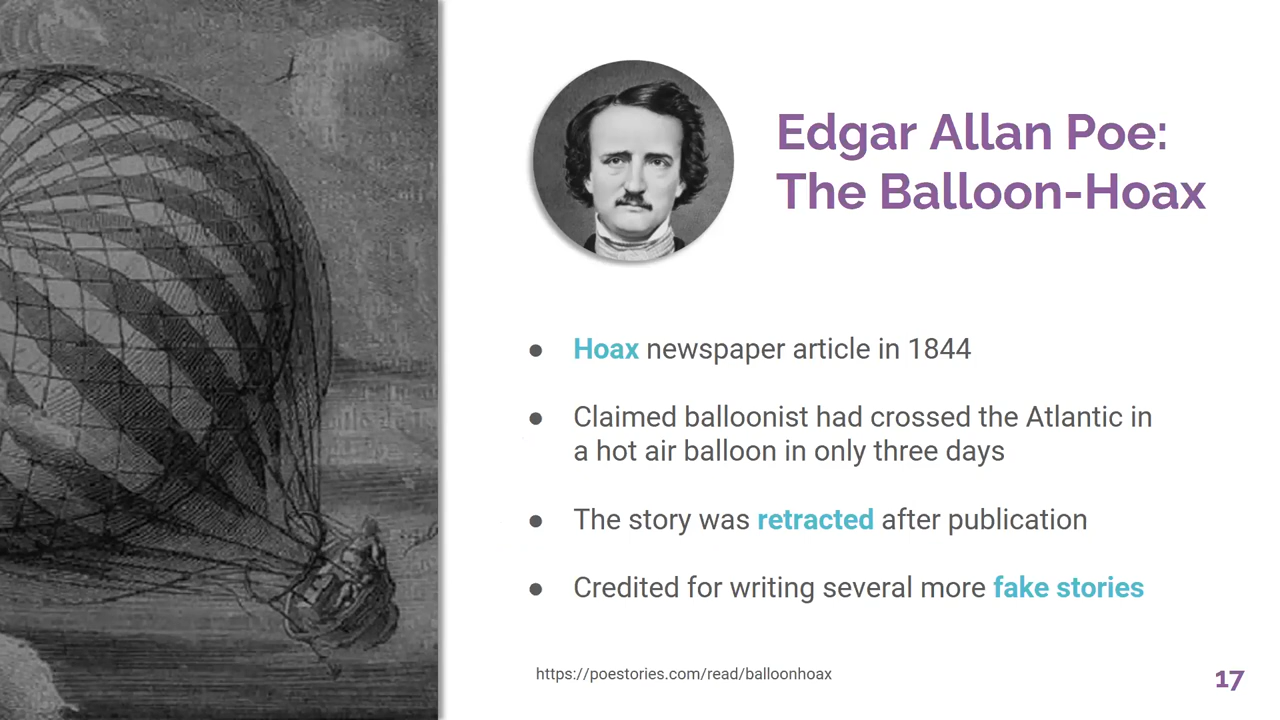 Edgar Allan Poe:
The Balloon-Hoax
● Hoax newspaper article in 1844
● Claimed balloonist had crossed the Atlantic in
a hot air balloon in only three days
● The story was retracted after publication
● Credited for writing several more fake stories
https://poestories.com/read/balloonhoax
17